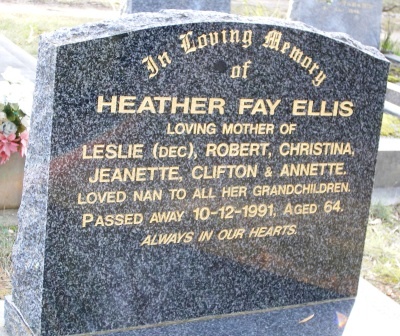 In Loving Memory
of
HEATHER FAY ELLIS
LOVING MOTHER OF
LESLIE (DEC), ROBERT, CHRISTINA,
JEANETTE, CLIFTON & ANNETTE.
LOVED NAN TO ALL HER GRANDCHILDREN.
PASSED AWAY 10-12-1991, AGED 64.
ALWAYS IN OUR HEARTS.